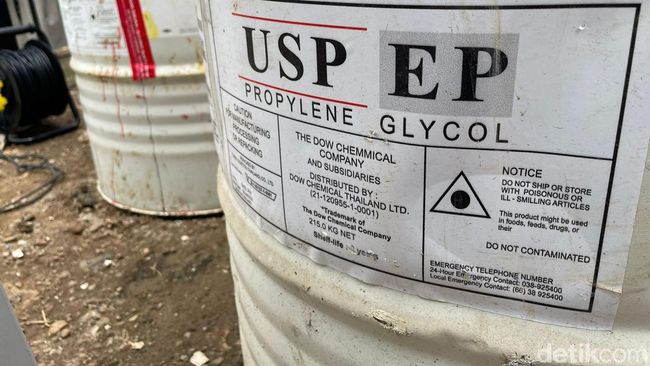 USP EP
PROPYLENE GLYCOL
CAUTION
FOR MANUFACTURING
PROCESSING
OR REPACKING
THE DOW CHEMMICAL
COMPANY
AND SUBSIDIARIES
DISTRIBUTED BY :
DOW CHEMICAL THAILAND LTD.
(21-120955-1-0001)
*Trademark of
The Dow Chemical Company
215.0 KG NET
Shelf-life years
NOTICE
DO NOT SHIP OR STORE
WITH POISONOUS OR
ILL - SMILLING ARTICLES
This product might be used
in foods, feeds, drugs, or
their
DO NOT CONTAMINATED
EMERGENCY TELEPHONE NUMBER
24-Hour Emergency Contact: 038-925400
Local Emergency Contact: (66) 38 925400
detikcom